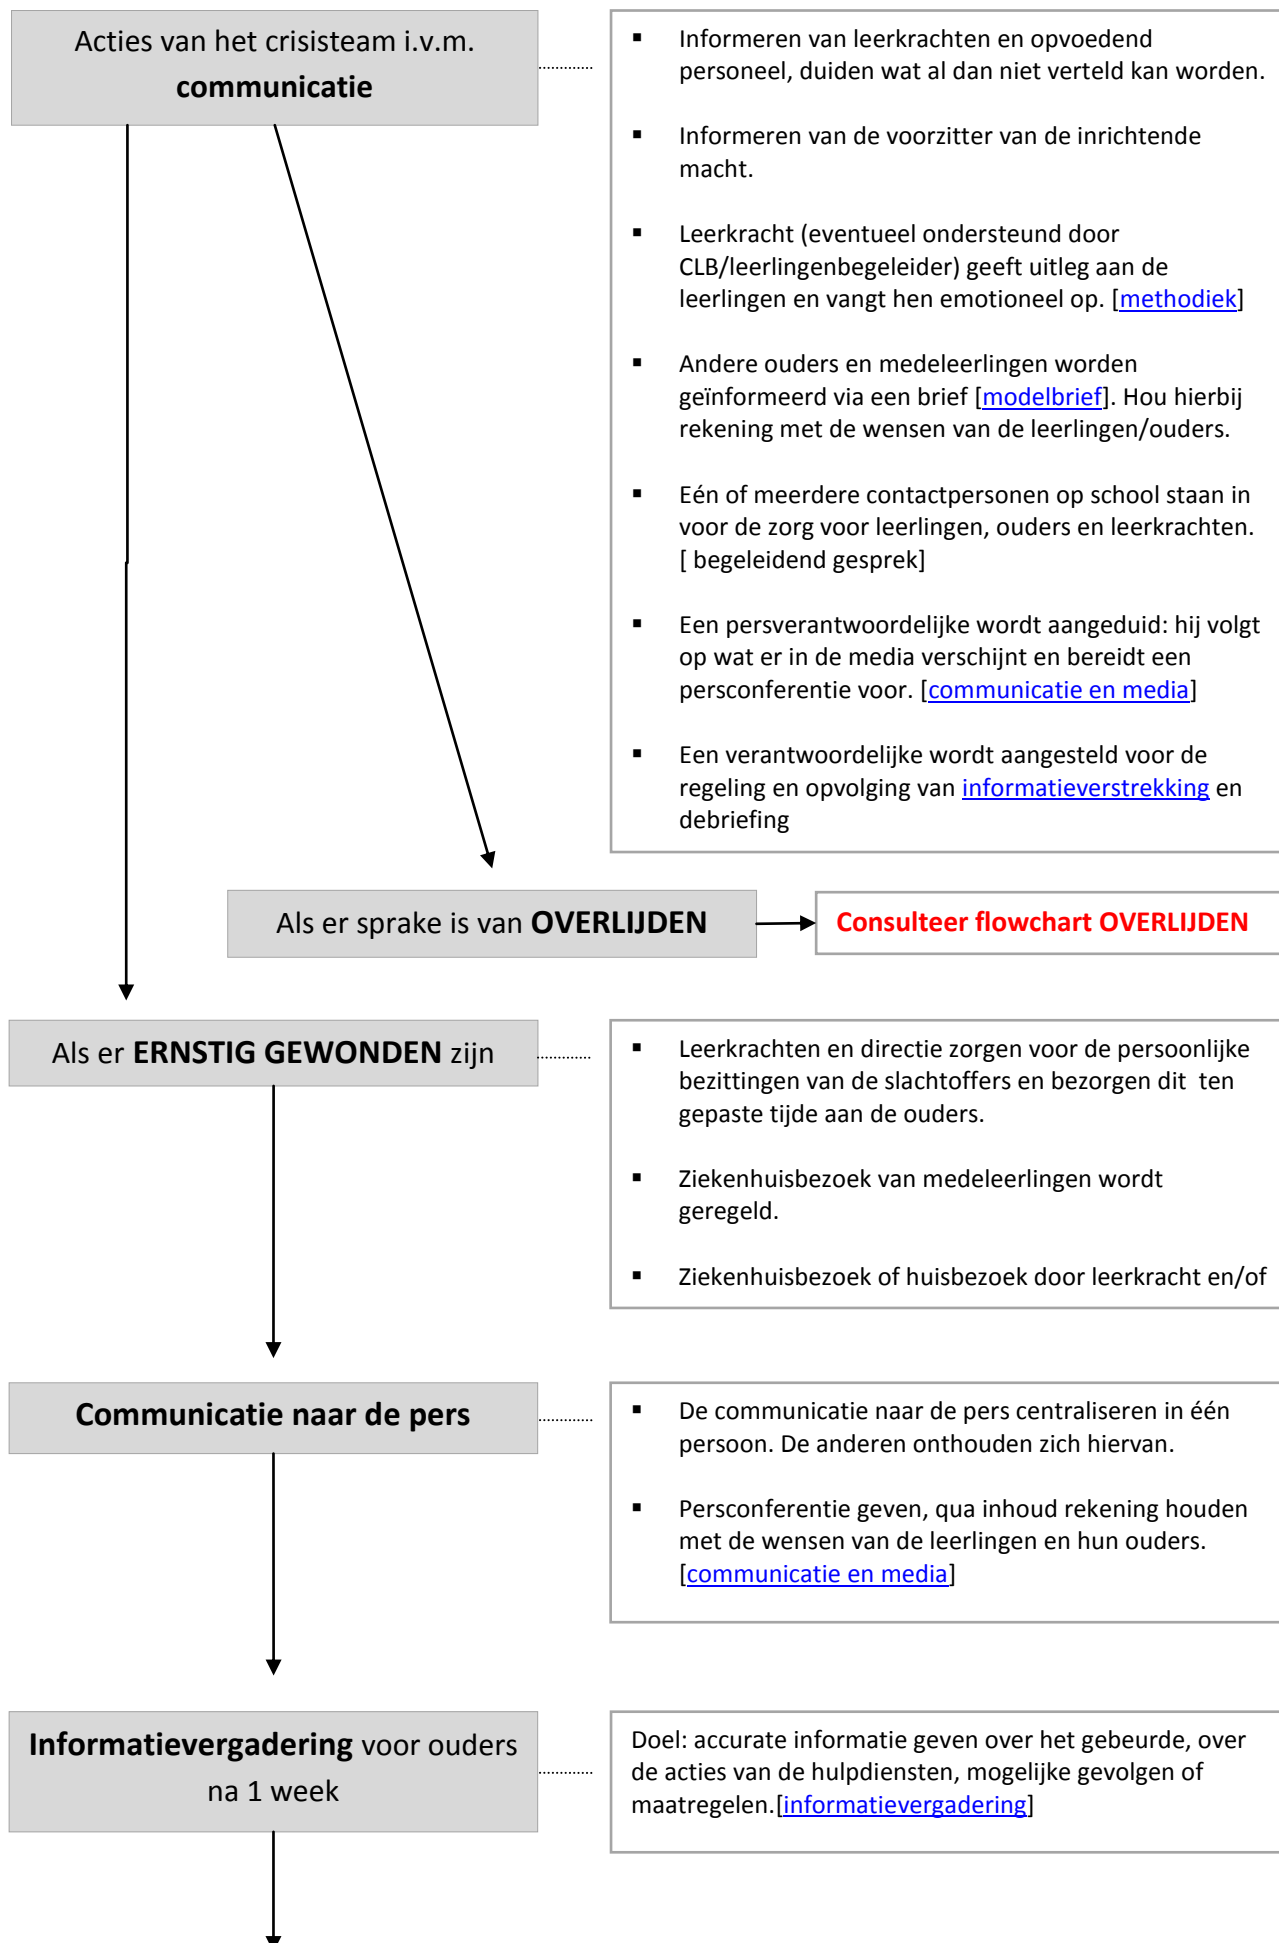 Acties van het crisisteam i.v.m.
communicatie
▪ Informeren van leerkrachten en opvoedend
personeel, duiden wat al dan niet verteld kan worden.
▪ Informeren van de voorzitter van de inrichtende
macht.
▪ Leerkracht (eventueel ondersteund door
CLB/leerlingenbegeleider) geeft uitleg aan de
leerlingen en vangt hen emotioneel op. [methodiek]
▪ Andere ouders en medeleerlingen worden
geïnformeerd via een brief [modelbrief]. Hou hierbij
rekening met de wensen van de leerlingen/ouders.
▪ Eén of meerdere contactpersonen op school staan in
voor de zorg voor leerlingen, ouders en leerkrachten.
[ begeleidend gesprek]
▪ Een persverantwoordelijke wordt aangeduid: hij volgt
op wat er in de media verschijnt en bereidt een
persconferentie voor. [communicatie en media]
▪ Een verantwoordelijke wordt aangesteld voor de
regeling en opvolging van informatieverstrekking en
debriefing
Als er sprake is van OVERLIJDEN
Consulteer flowchart OVERLIJDEN
Als er ERNSTIG GEWONDEN zijn
▪ Leerkrachten en directie zorgen voor de persoonlijke
bezittingen van de slachtoffers en bezorgen dit  ten
gepaste tijde aan de ouders.
▪ Ziekenhuisbezoek van medeleerlingen wordt
geregeld.
▪ Ziekenhuisbezoek of huisbezoek door leerkracht en/of
Communicatie naar de pers
▪ De communicatie naar de pers centraliseren in één
persoon. De anderen onthouden zich hiervan.
▪ Persconferentie geven, qua inhoud rekening houden
met de wensen van de leerlingen en hun ouders.
[communicatie en media]
Informatievergadering voor ouders
na 1 week
Doel: accurate informatie geven over het gebeurde, over
de acties van de hulpdiensten, mogelijke gevolgen of
maatregelen.[informatievergadering]